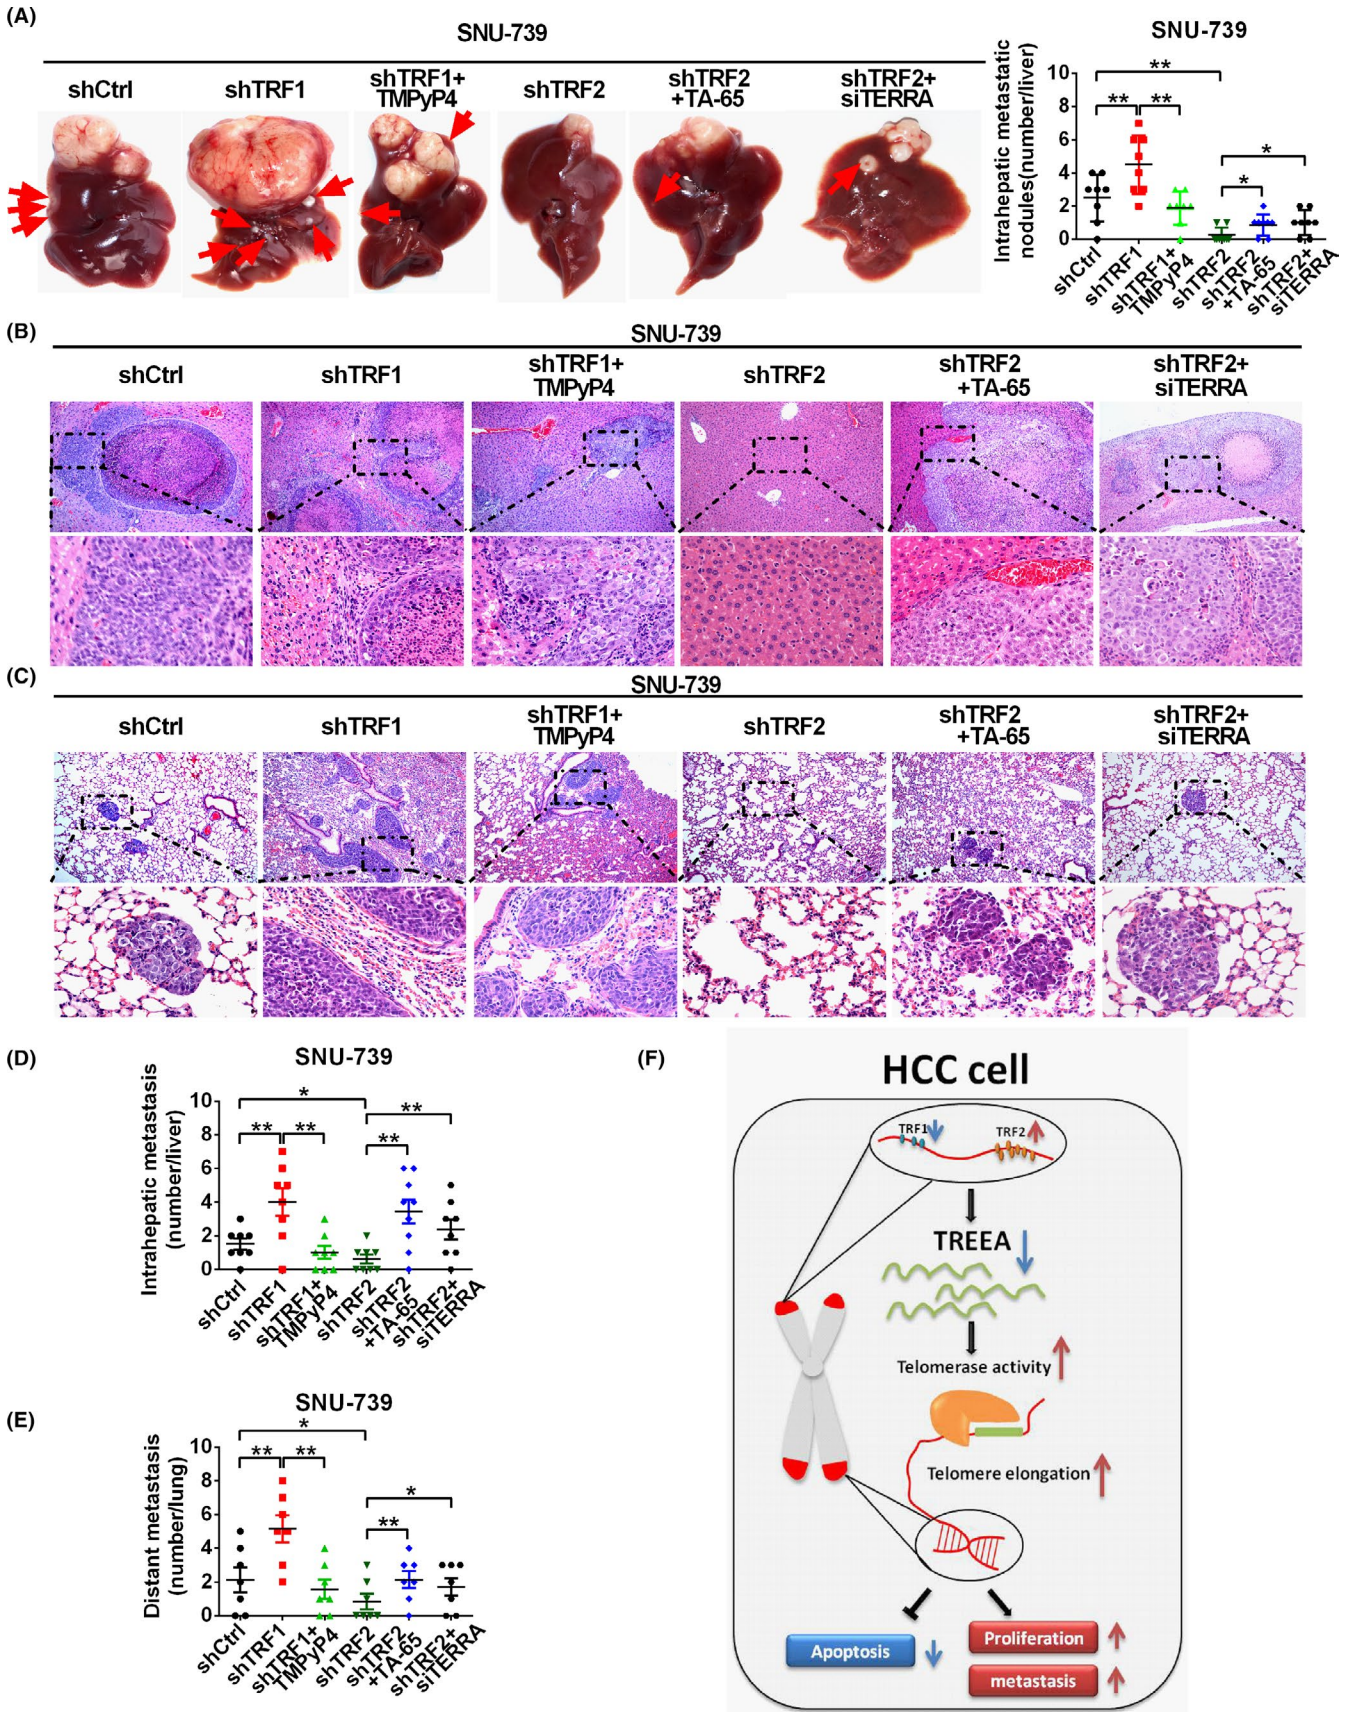 (A)
SNU-739
shCtrl
shTRF1
shTRF1+
TMPyP4
shTRF2
shTRF2
+TA-65
shTRF2+
siTERRA
SNU-739
Intrahepatic metastatic
nodules(number/liver)
10
8
6
4
2
0
**
**
**
*
*
shCtrl
shTRF1
shTRF1+
TMPyP4
shTRF2
shTRF2
+TA-65
shTRF2+
siTERRA
(B)
SNU-739
shCtrl
shTRF1
shTRF1+
TMPyP4
shTRF2
shTRF2
+TA-65
shTRF2+
siTERRA
(C)
SNU-739
shCtrl
shTRF1
shTRF1+
TMPyP4
shTRF2
shTRF2
+TA-65
shTRF2+
siTERRA
(D)
SNU-739
Intrahepatic metastasis
(number/liver)
10
8
6
4
2
0
*
**
**
**
**
shCtrl
shTRF1
shTRF1+
TMPyP4
shTRF2
shTRF2
+TA-65
shTRF2+
siTERRA
(E)
SNU-739
Distant metastasis
(number/lung)
10
8
6
4
2
0
*
**
**
*
**
shCtrl
shTRF1
shTRF1+
TMPyP4
shTRF2
shTRF2
+TA-65
shTRF2+
siTERRA
(F)
HCC cell
TRF1
TRF2
TREEA
Telomerase activity
Telomere elongation
Apoptosis
Proliferation
metastasis